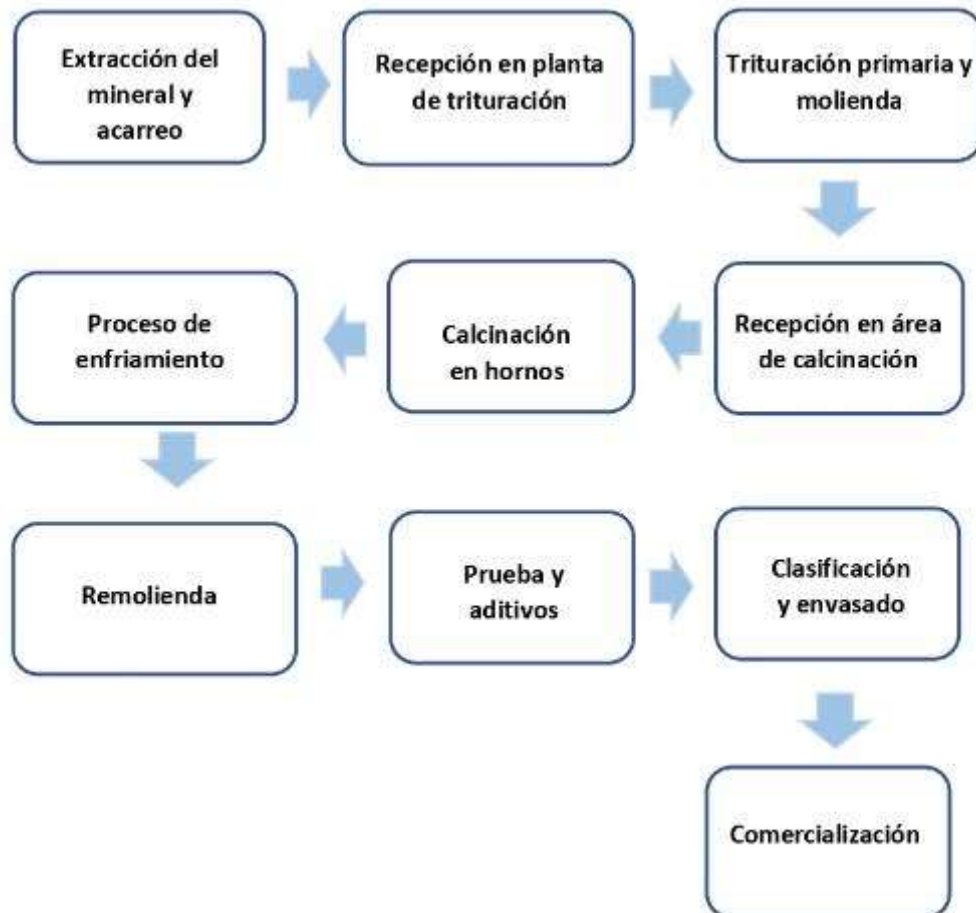 Extracción del
mineral y
acarreo
Recepción en planta
de trituración
Trituración primaria y
molienda
Recepción en área
de calcinación
Calcinación
en hornos
Proceso de
enfriamiento
Remolienda
Prueba y
aditivos
Clasificación
y envasado
Comercialización